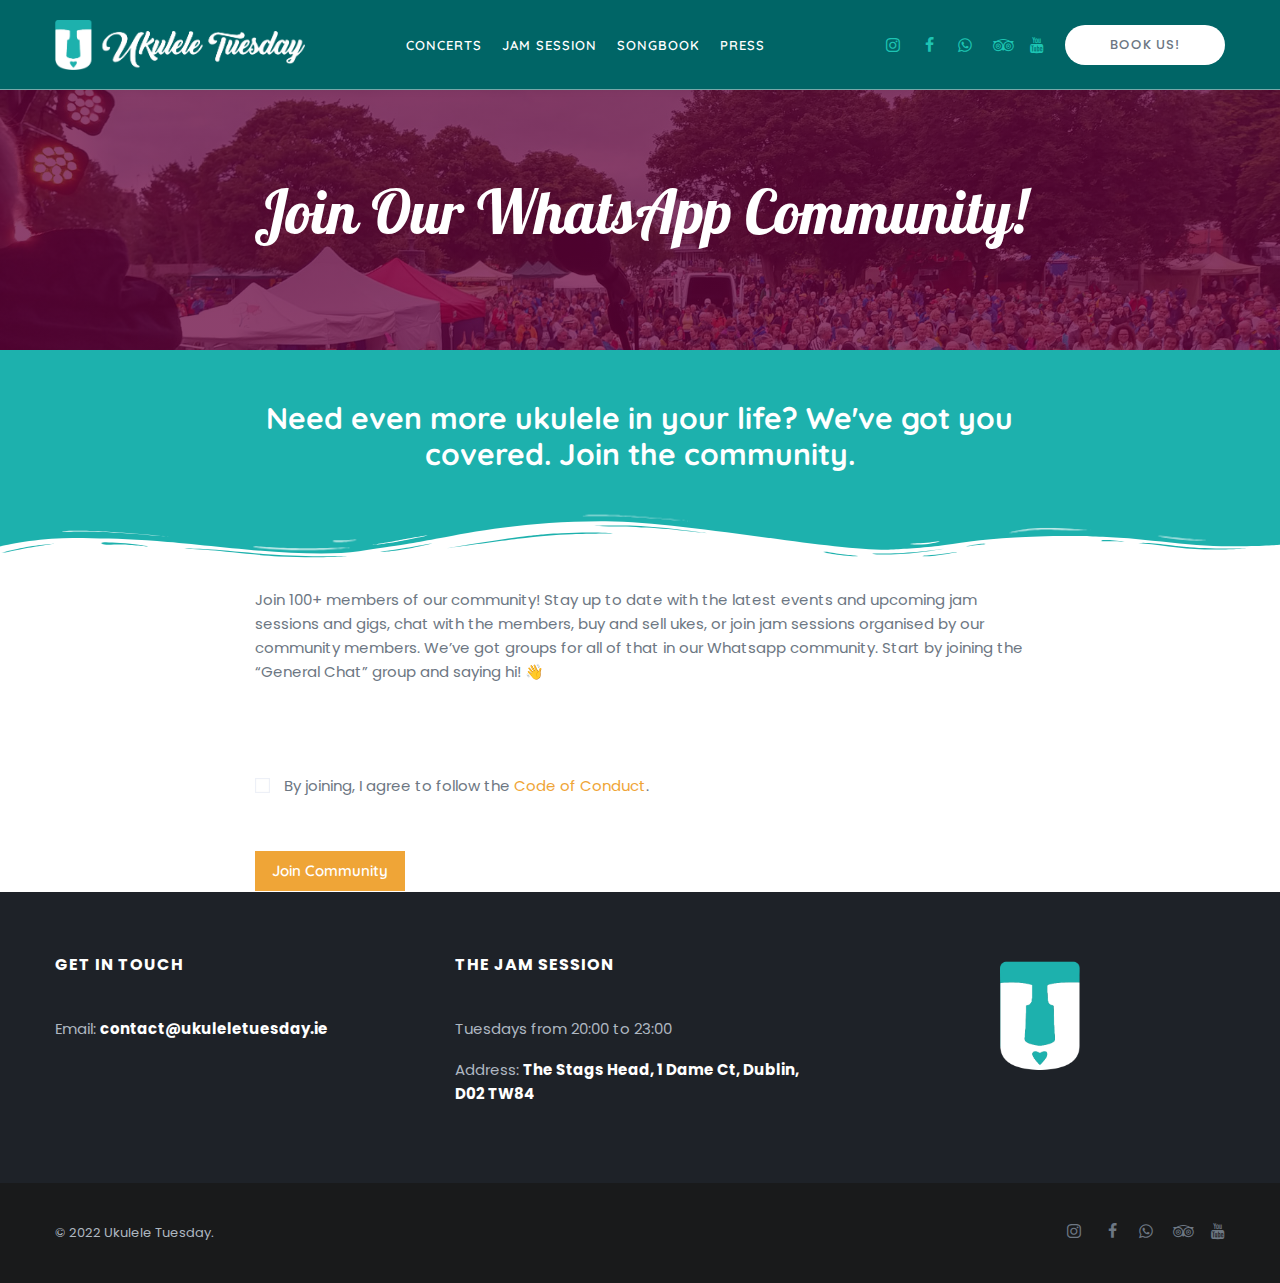 Ukulele Tuesday
CONCERTS JAM SESSION SONGBOOK PRESS
You
Tube
BOOK US!
Join Our WhatsApp Community!
Need even more ukulele in your life? We've got you
covered. Join the community.
Join 100+ members of our community! Stay up to date with the latest events and upcoming jam
sessions and gigs, chat with the members, buy and sell ukes, or join jam sessions organised by our
community members. We’ve got groups for all of that in our Whatsapp community. Start by joining the
“General Chat” group and saying hi! 👋
By joining, I agree to follow the Code of Conduct.
Join Community
GET IN TOUCH
Email: contact@ukuleletuesday.ie
THE JAM SESSION
Tuesdays from 20:00 to 23:00
Address: The Stags Head, 1 Dame Ct, Dublin,
D02 TW84
© 2022 Ukulele Tuesday.
You
Tube